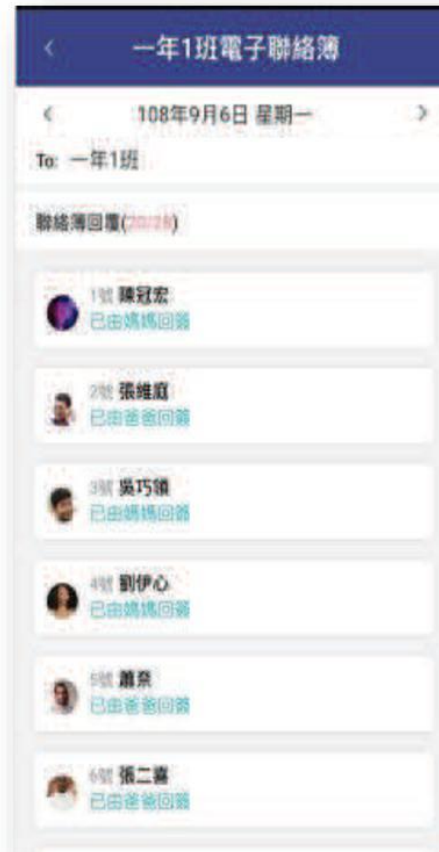 一年1班電子聯絡簿
108年9月6日 星期一
To: 一年1班
聯絡簿回覆(20/28)
1號 陳冠宏
已由媽媽回簽
2號 張維庭
已由爸爸回簽
3號 吳巧領
已由媽媽回簽
4號 劉伊心
已由媽媽回簽
5號 蕭奈
已由爸爸回簽
6號 張二喜
已由爸爸回簽